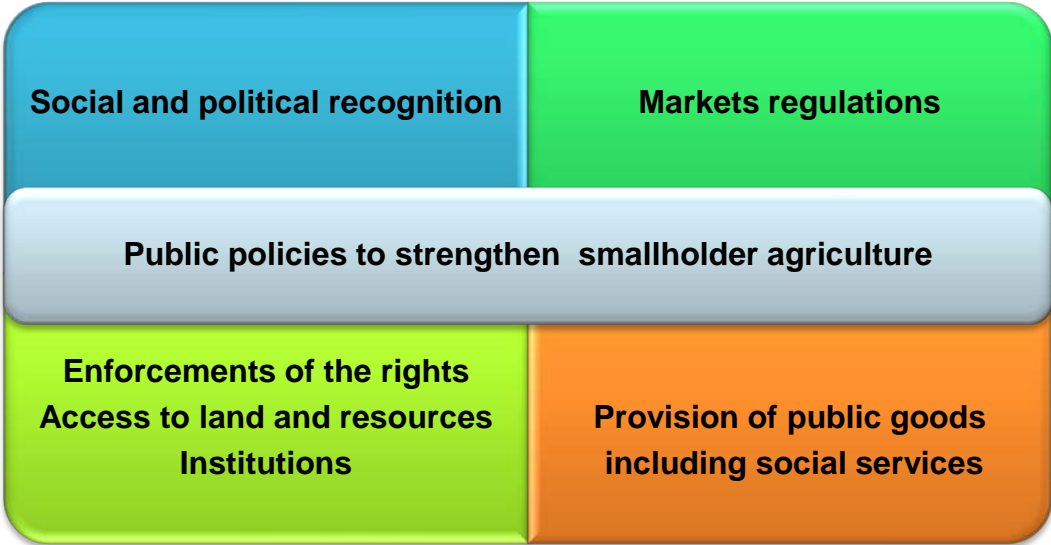 Social and political recognition
Markets regulations
Public policies to strengthen  smallholder agriculture
Enforcements of the rights
Access to land and resources
Institutions
Provision of public goods
including social services